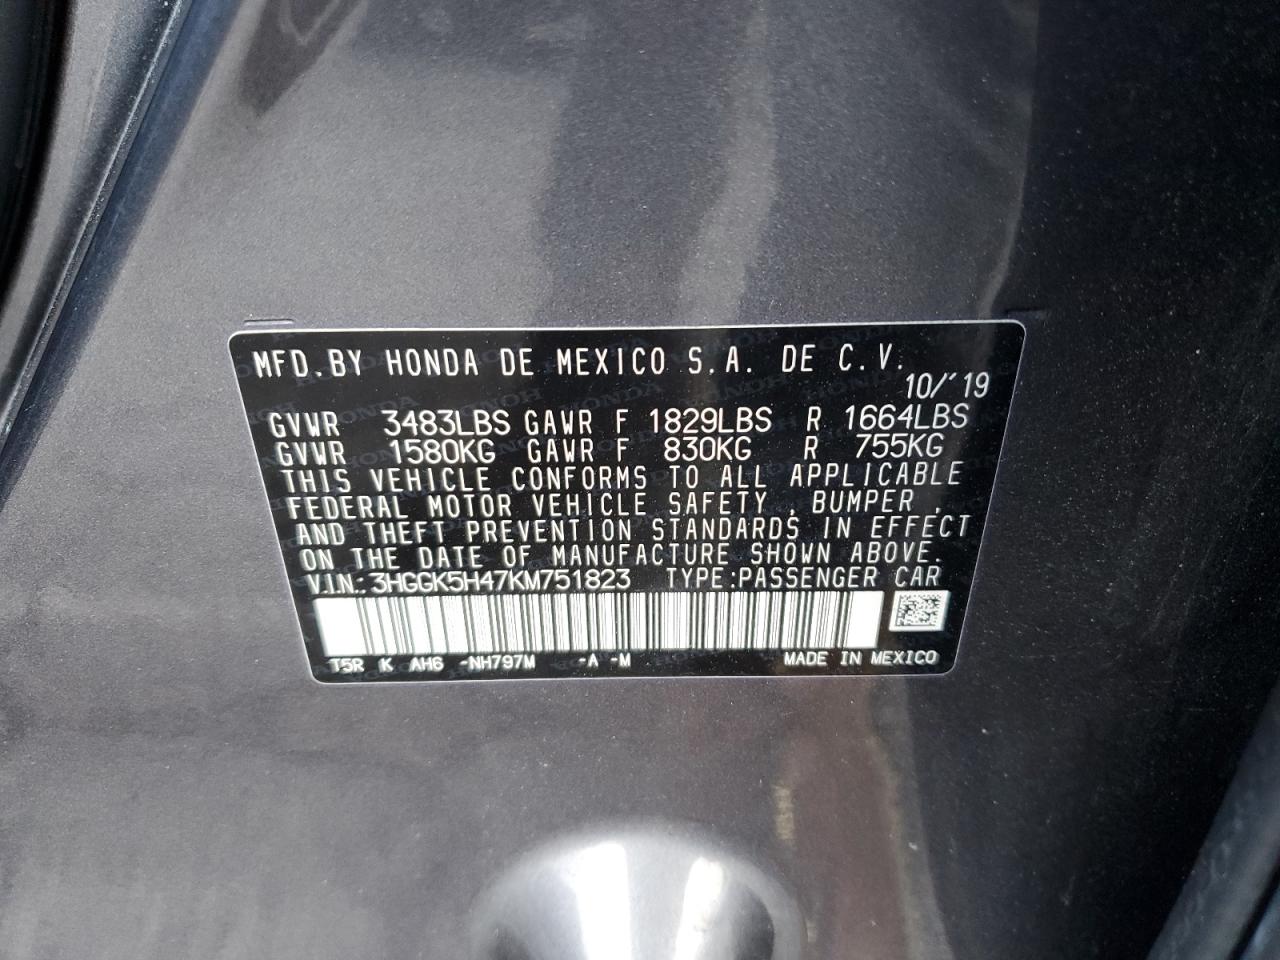 MFD. BY HONDA DE MEXICO S.A. DE C.V.
10/'19
GVWR 3483LBS GAWR F 1829LBS R 1664LBS
GVWR 1580KG GAWR F 830KG R 755KG
THIS VEHICLE CONFORMS TO ALL APPLICABLE
FEDERAL MOTOR VEHICLE SAFETY, BUMPER,
AND THEFT PREVENTION STANDARDS IN EFFECT
ON THE DATE OF MANUFACTURE SHOWN ABOVE.
V.I.N.: 3HGGK5H47KM751823 TYPE: PASSENGER CAR
T5R K AH6 -NH797M -A -M MADE IN MEXICO